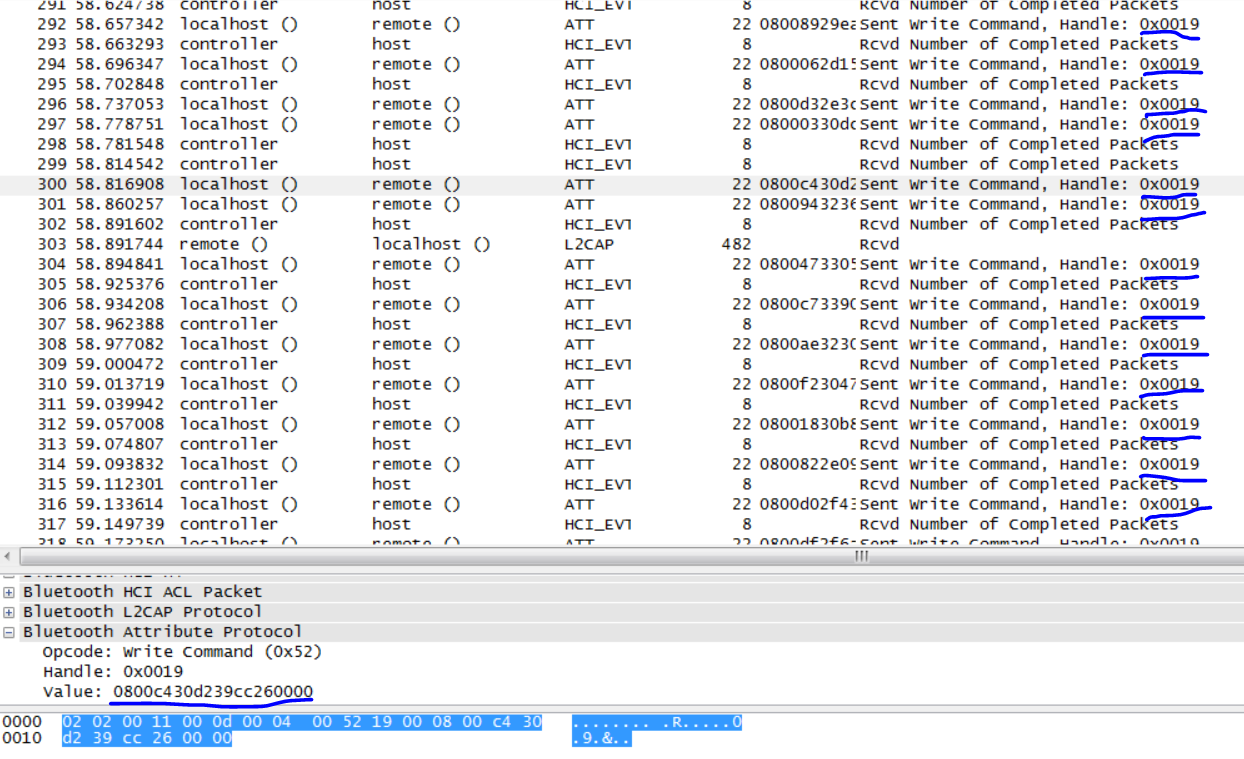 291 58.624738 controller host HCI_EVT 8 Rcvd Number of Completed Packets
292 58.657342 localhost () remote () ATT 22 08008929ea Sent Write Command, Handle: 0x0019
293 58.663293 controller host HCI_EVT 8 Rcvd Number of Completed Packets
294 58.696347 localhost () remote () ATT 22 0800062d15 Sent Write Command, Handle: 0x0019
295 58.702848 controller host HCI_EVT 8 Rcvd Number of Completed Packets
296 58.737053 localhost () remote () ATT 22 0800d32e3c Sent Write Command, Handle: 0x0019
297 58.778751 localhost () remote () ATT 22 08000330dc Sent Write Command, Handle: 0x0019
298 58.781548 controller host HCI_EVT 8 Rcvd Number of Completed Packets
299 58.814542 controller host HCI_EVT 8 Rcvd Number of Completed Packets
300 58.816908 localhost () remote () ATT 22 0800c430d2 Sent Write Command, Handle: 0x0019
301 58.860257 localhost () remote () ATT 22 0800943236 Sent Write Command, Handle: 0x0019
302 58.891602 controller host HCI_EVT 8 Rcvd Number of Completed Packets
303 58.891744 remote () localhost () L2CAP 482 Rcvd
304 58.894841 localhost () remote () ATT 22 0800473305 Sent Write Command, Handle: 0x0019
305 58.925376 controller host HCI_EVT 8 Rcvd Number of Completed Packets
306 58.934208 localhost () remote () ATT 22 0800c7339 Sent Write Command, Handle: 0x0019
307 58.962388 controller host HCI_EVT 8 Rcvd Number of Completed Packets
308 58.977082 localhost () remote () ATT 22 0800ae323 Sent Write Command, Handle: 0x0019
309 59.000472 controller host HCI_EVT 8 Rcvd Number of Completed Packets
310 59.013719 localhost () remote () ATT 22 0800f23047 Sent Write Command, Handle: 0x0019
311 59.039942 controller host HCI_EVT 8 Rcvd Number of Completed Packets
312 59.057008 localhost () remote () ATT 22 08001830b8 Sent Write Command, Handle: 0x0019
313 59.074807 controller host HCI_EVT 8 Rcvd Number of Completed Packets
314 59.093832 localhost () remote () ATT 22 0800822e09 Sent Write Command, Handle: 0x0019
315 59.112301 controller host HCI_EVT 8 Rcvd Number of Completed Packets
316 59.133614 localhost () remote () ATT 22 0800d02f43 Sent Write Command, Handle: 0x0019
317 59.149739 controller host HCI_EVT 8 Rcvd Number of Completed Packets
318 59.173250 localhost () remote () ATT 22 0800df2f6 Sent Write Command, Handle: 0x0019
Bluetooth HCI ACL Packet
Bluetooth L2CAP Protocol
Bluetooth Attribute Protocol
Opcode: Write Command (0x52)
Handle: 0x0019
Value: 0800c430d239cc260000
0000 02 02 00 11 00 0d 00 04 00 52 19 00 08 00 c4 30 ........ .R.....0
0010 d2 39 cc 26 00 00 .9.&..